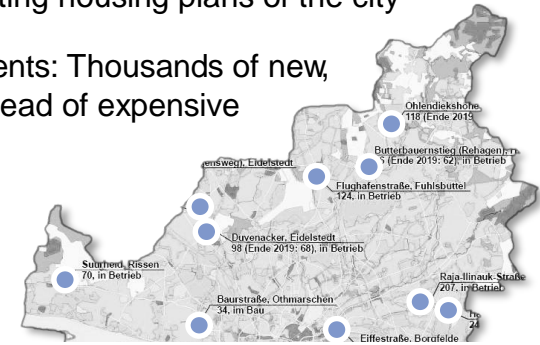 ting housing plans of the city
ents: Thousands of new,
ead of expensive
Ohlendiekshöhe
118 (Ende 2019
Butterbauernstieg (Rehagen),
(Ende 2019: 62), in Betrieb
ensweg), Eidelstedt
Flughafenstraße, Fuhlsbüttel
124, in Betrieb
Duvenacker, Eidelstedt
98 (Ende 2019: 68), in Betrieb
Suurheid, Rissen
70, in Betrieb
Raja-Ilinauk-Straße
207, in Betrieb
Baurstraße, Othmarschen
34, im Bau
Eiffestraße, Borgfelde